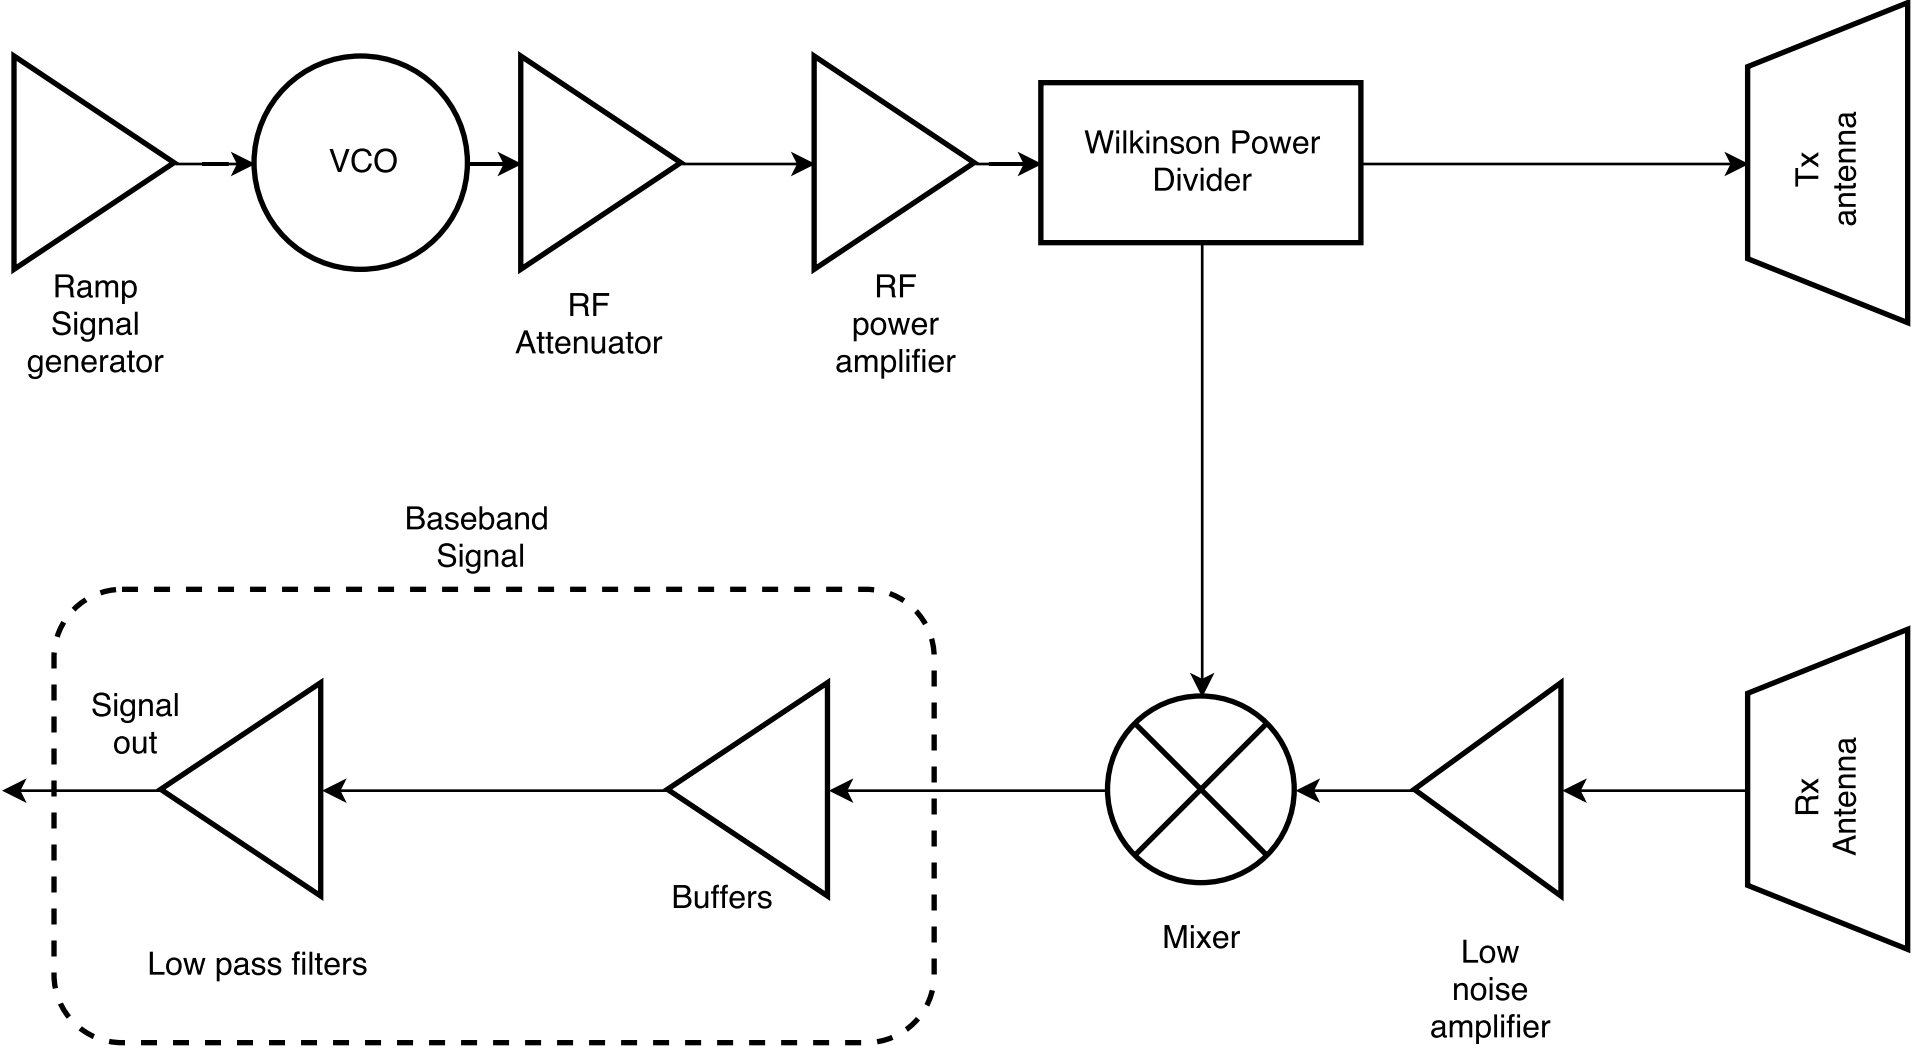 VCO
Wilkinson Power
Divider
Tx
antenna
Ramp
Signal
generator
RF
Attenuator
RF
power
amplifier
Baseband
Signal
Signal
out
Buffers
Low pass filters
Mixer
Low
noise
amplifier
Rx
Antenna